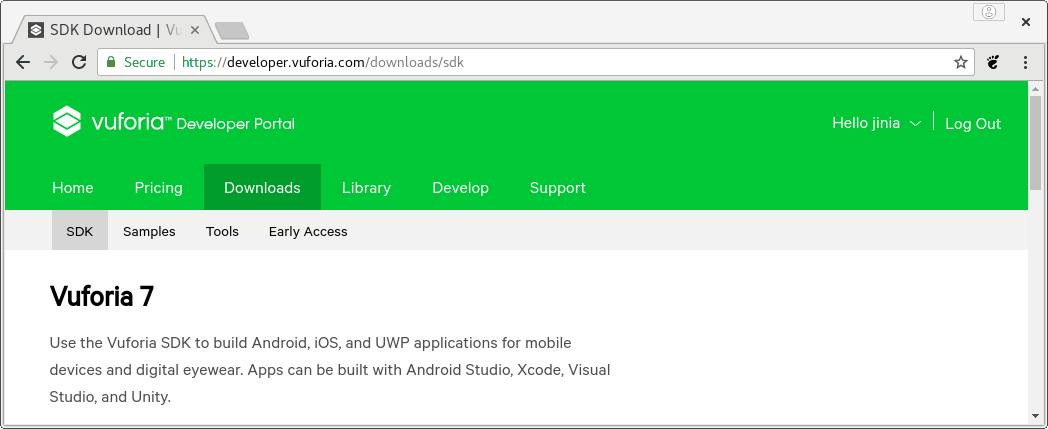 SDK Download | Vu
Secure https://developer.vuforia.com/downloads/sdk
vuforia™ Developer Portal
Hello jinia
Log Out
Home Pricing Downloads Library Develop Support
SDK Samples Tools Early Access
Vuforia 7
Use the Vuforia SDK to build Android, iOS, and UWP applications for mobile
devices and digital eyewear. Apps can be built with Android Studio, Xcode, Visual
Studio, and Unity.